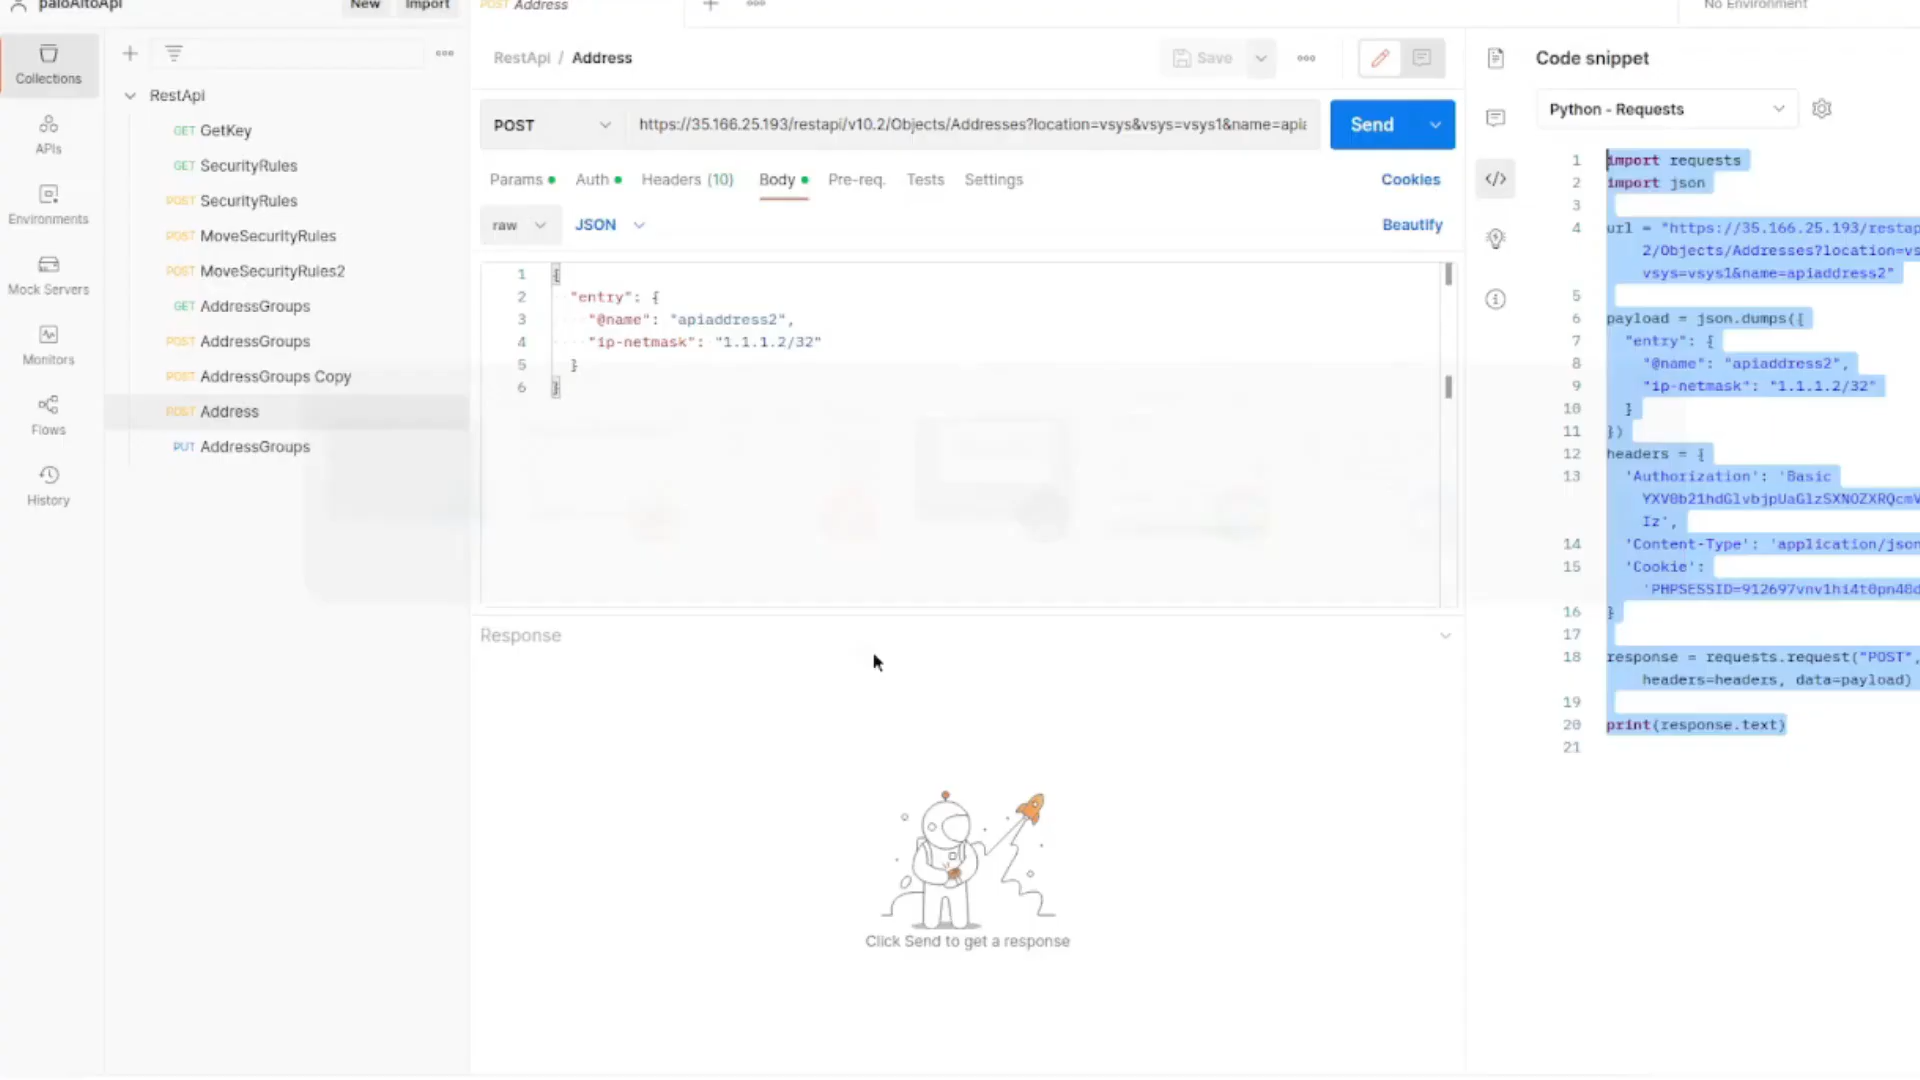 paloAltoApi
New
Import
POST Address
No Environment
Collections
APIs
Environments
Mock Servers
Monitors
Flows
History
RestApi
GET GetKey
GET SecurityRules
POST SecurityRules
POST MoveSecurityRules
POST MoveSecurityRules2
GET AddressGroups
POST AddressGroups
POST AddressGroups Copy
POST Address
PUT AddressGroups
RestApi / Address
Save
POST
https://35.166.25.193/restapi/v10.2/Objects/Addresses?location=vsys&vsys=vsys1&name=apia
Send
Params
Auth
Headers (10)
Body
Pre-req.
Tests
Settings
Cookies
raw
JSON
Beautify
1 {
2 "entry": {
3 "@name": "apiaddress2",
4 "ip-netmask": "1.1.1.2/32"
5 }
6 }
Response
Click Send to get a response
Code snippet
Python - Requests
1 import requests
2 import json
3
4 url = "https://35.166.25.193/restap
2/Objects/Addresses?location=vs
vsys=vsys1&name=apiaddress2"
5
6 payload = json.dumps({
7 "entry": {
8 "@name": "apiaddress2",
9 "ip-netmask": "1.1.1.2/32"
10 }
11 })
12 headers = {
13 'Authorization': 'Basic
Iz',
14 'Content-Type': 'application/json
15 'Cookie':
16 }
17
18 response = requests.request("POST",
headers=headers, data=payload)
19
20 print(response.text)
21